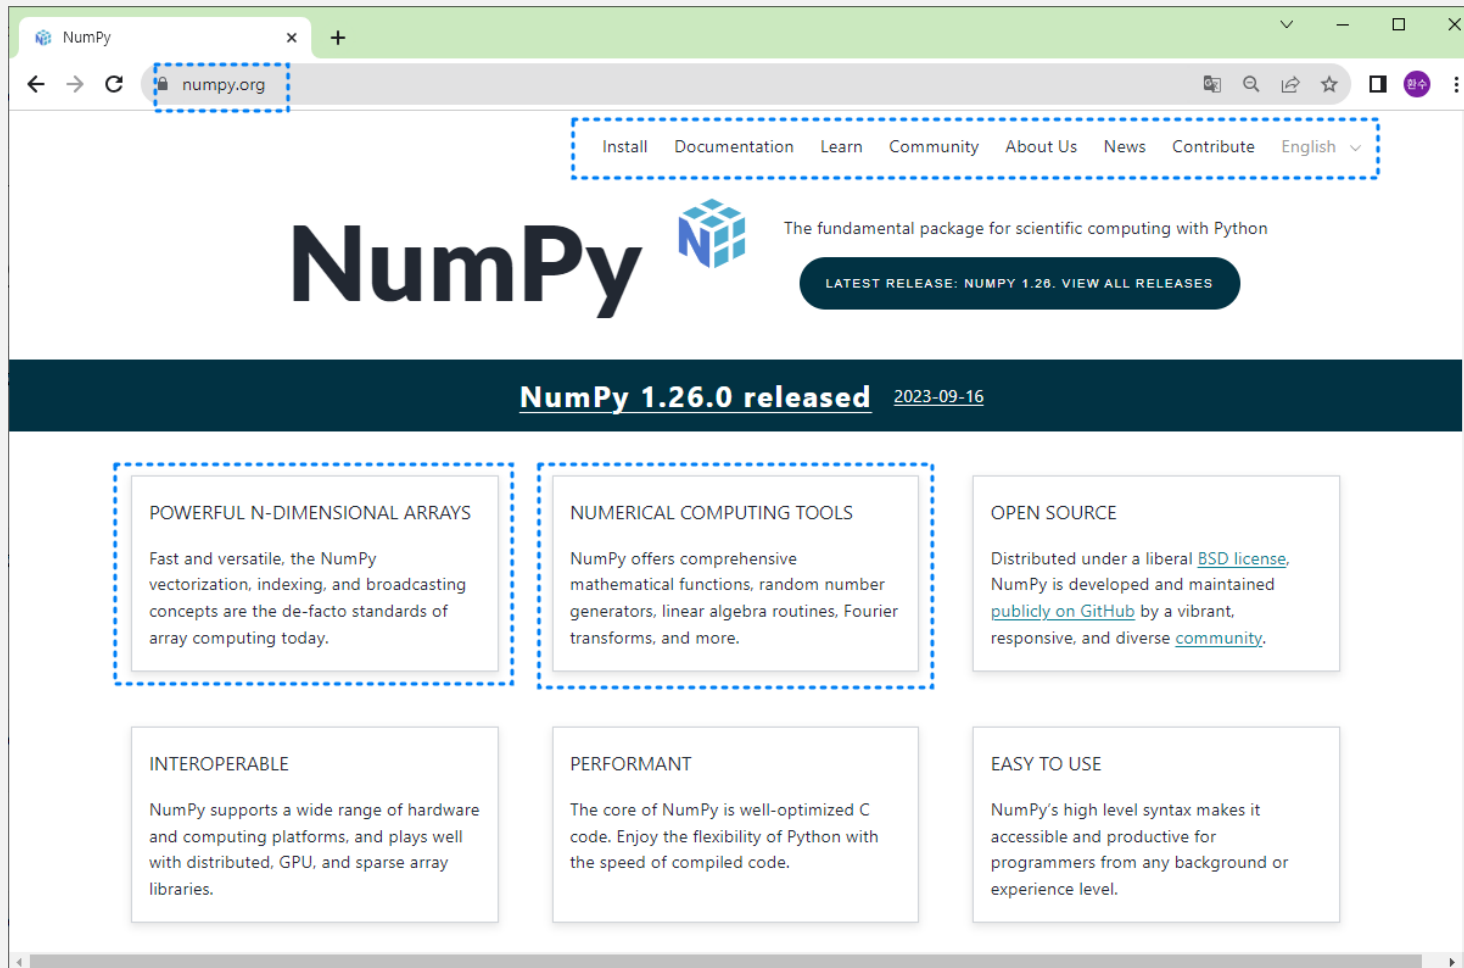 NumPy
numpy.org
환수
Install Documentation Learn Community About Us News Contribute English
NumPy
The fundamental package for scientific computing with Python
LATEST RELEASE: NUMPY 1.26. VIEW ALL RELEASES
NumPy 1.26.0 released 2023-09-16
POWERFUL N-DIMENSIONAL ARRAYS
Fast and versatile, the NumPy
vectorization, indexing, and broadcasting
concepts are the de-facto standards of
array computing today.
NUMERICAL COMPUTING TOOLS
NumPy offers comprehensive
mathematical functions, random number
generators, linear algebra routines, Fourier
transforms, and more.
OPEN SOURCE
Distributed under a liberal BSD license,
NumPy is developed and maintained
publicly on GitHub by a vibrant,
responsive, and diverse community.
INTEROPERABLE
NumPy supports a wide range of hardware
and computing platforms, and plays well
with distributed, GPU, and sparse array
libraries.
PERFORMANT
The core of NumPy is well-optimized C
code. Enjoy the flexibility of Python with
the speed of compiled code.
EASY TO USE
NumPy's high level syntax makes it
accessible and productive for
programmers from any background or
experience level.